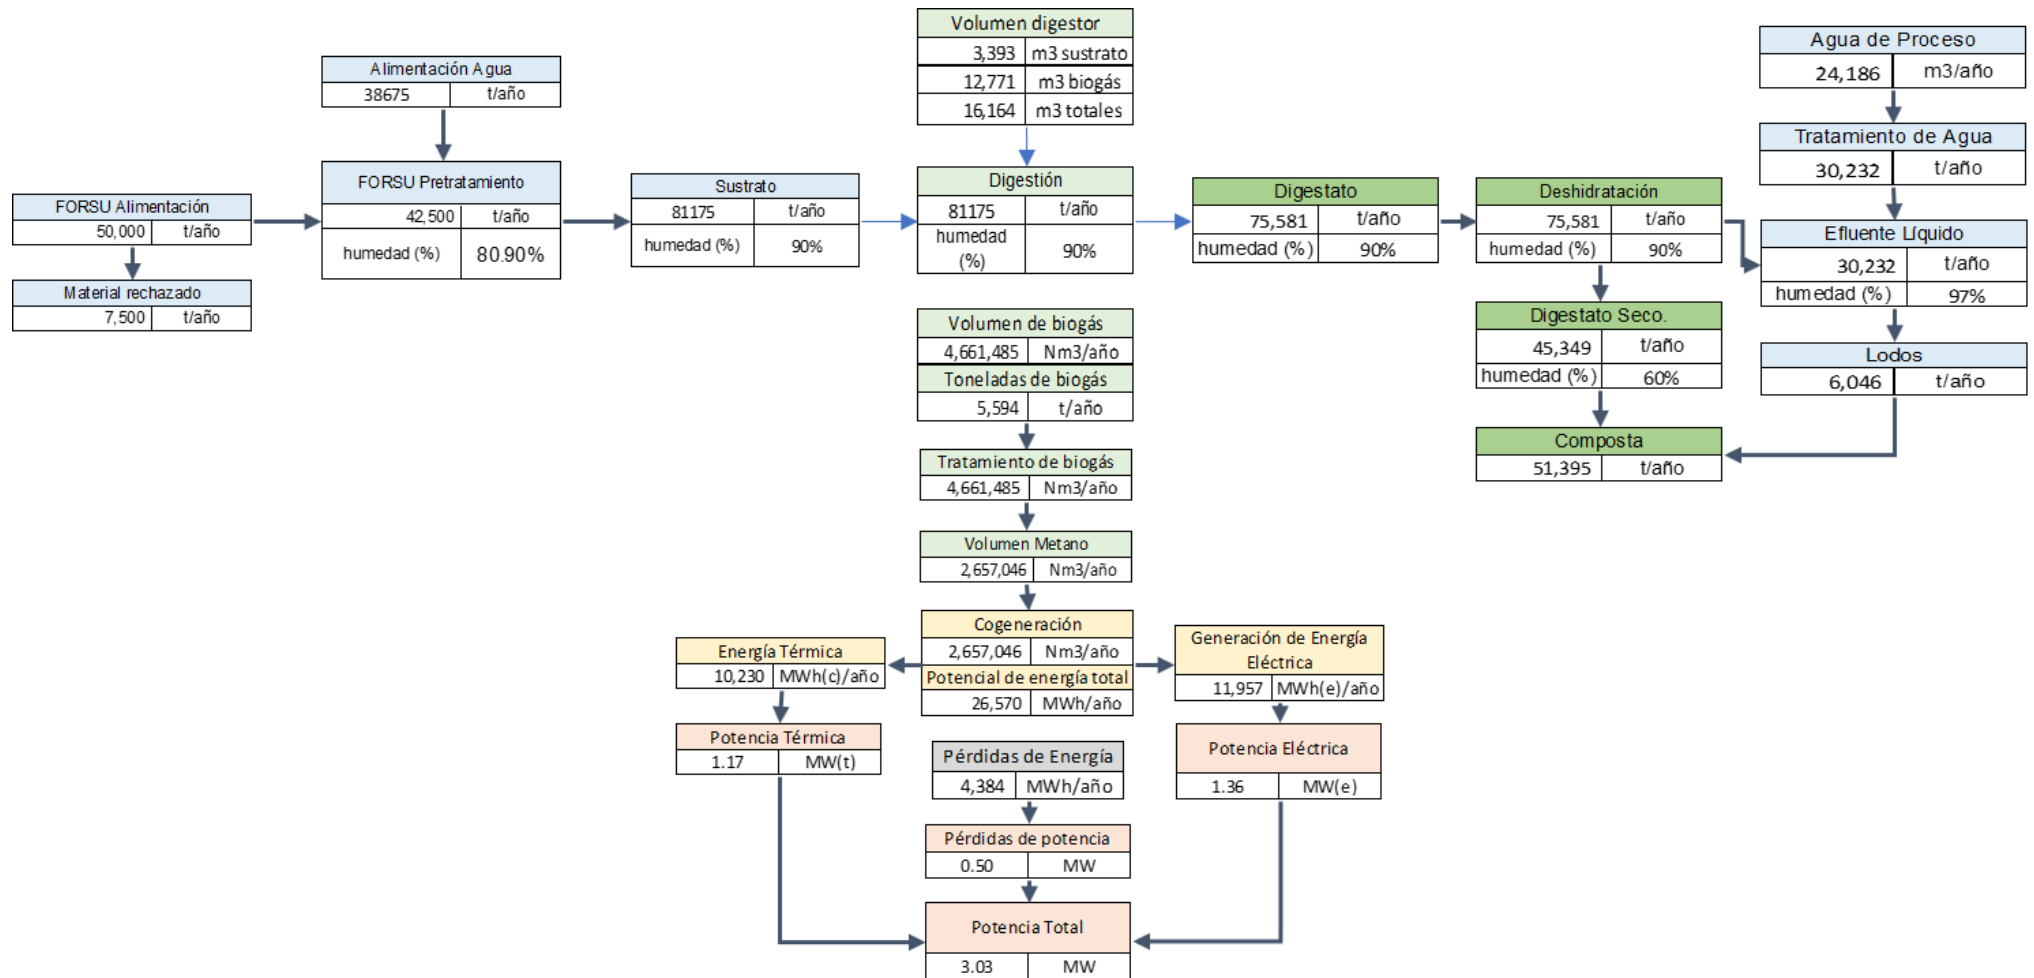 Volumen digestor
3,393 m3 sustrato
12,771 m3 biogás
16,164 m3 totales
Agua de Proceso
24,186 m3/año
Alimentación Agua
38675 t/año
Tratamiento de Agua
30,232 t/año
FORSU Alimentación
50,000 t/año
FORSU Pretratamiento
42,500 t/año
humedad (%) 80.90%
Sustrato
81175 t/año
humedad (%) 90%
Digestión
81175 t/año
humedad
(%) 90%
Digestato
75,581 t/año
humedad (%) 90%
Deshidratación
75,581 t/año
humedad (%) 90%
Efluente Líquido
30,232 t/año
humedad (%) 97%
Material rechazado
7,500 t/año
Volumen de biogás
4,661,485 Nm3/año
Toneladas de biogás
5,594 t/año
Digestato Seco.
45,349 t/año
humedad (%) 60%
Lodos
6,046 t/año
Composta
51,395 t/año
Tratamiento de biogás
4,661,485 Nm3/año
Volumen Metano
2,657,046 Nm3/año
Cogeneración
2,657,046 Nm3/año
Potencial de energía total
26,570 MWh/año
Energía Térmica
10,230 MWh(c)/año
Generación de Energía
Eléctrica
11,957 MWh(e)/año
Potencia Térmica
1.17 MW(t)
Pérdidas de Energía
4,384 MWh/año
Potencia Eléctrica
1.36 MW(e)
Pérdidas de potencia
0.50 MW
Potencia Total
3.03 MW